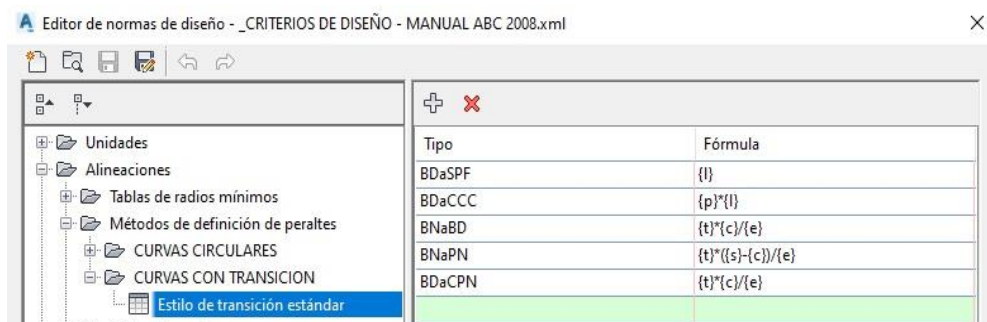 Editor de normas de diseño - _CRITERIOS DE DISEÑO - MANUAL ABC 2008.xml
Unidades
Alineaciones
Tablas de radios mínimos
Métodos de definición de peraltes
CURVAS CIRCULARES
CURVAS CON TRANSICION
Estilo de transición estándar
Tipo Fórmula
BDaSPF {l}
BDaCCC {p}*{l}
BNaBD {t}*{c}/{e}
BNaPN {t}*({s}-{c})/{e}
BDaCPN {t}*{c}/{e}